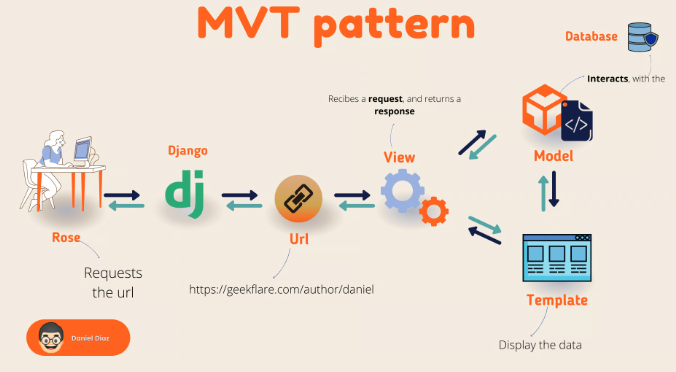 MVT pattern
Database
Interacts, with the
Recibes a request, and returns a
response
Django
dj
View
</>
Model
Rose
Url
Requests
the url
https://geekflare.com/author/daniel
Template
Daniel Diaz
Display the data